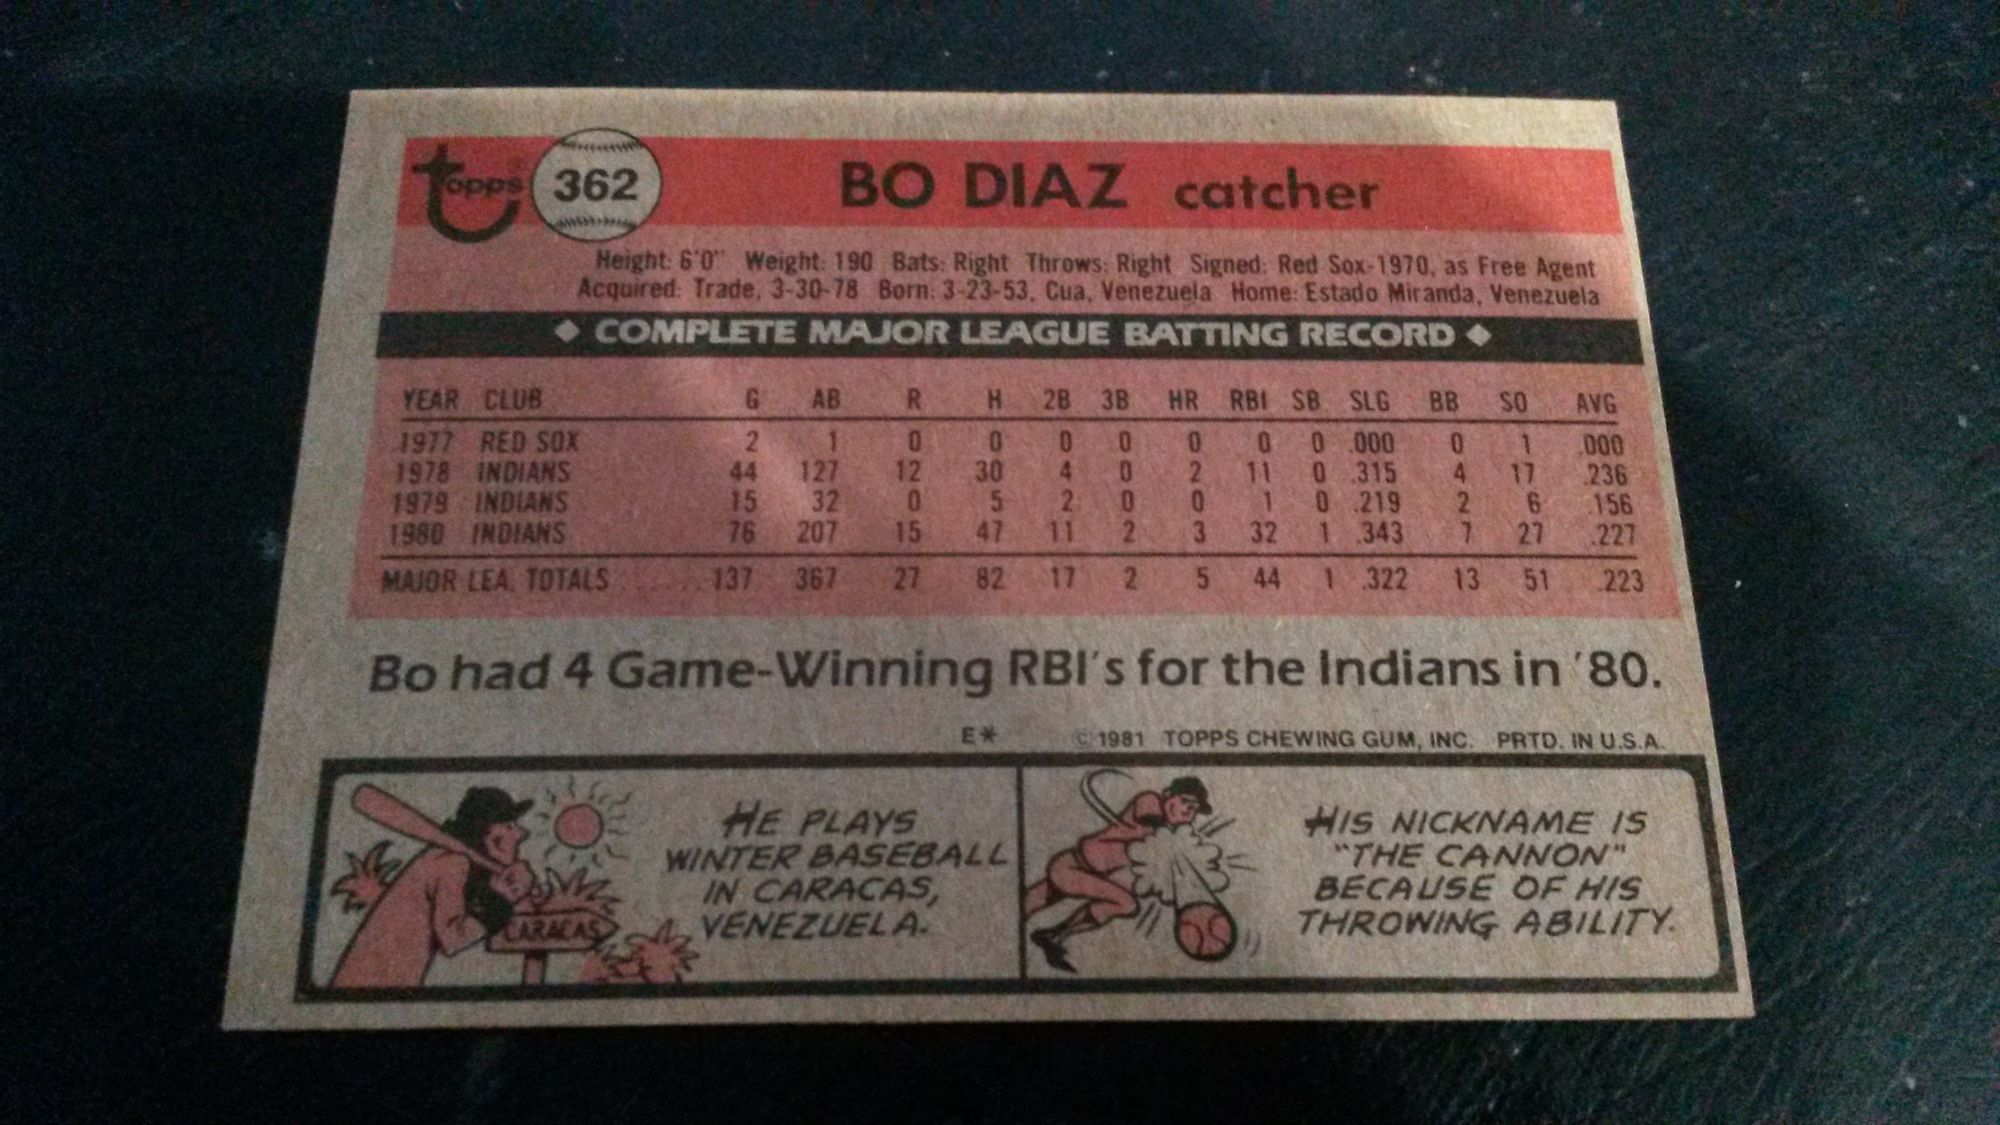 Topps 362 BO DIAZ catcher
Height: 6'0" Weight: 190 Bats: Right Throws: Right Signed: Red Sox-1970, as Free Agent
Acquired: Trade, 3-30-78 Born: 3-23-53, Cua, Venezuela Home: Estado Miranda, Venezuela
◆ COMPLETE MAJOR LEAGUE BATTING RECORD ◆
YEAR CLUB G AB R H 2B 3B HR RBI SB SLG BB SO AVG
1977 RED SOX 2 1 0 0 0 0 0 0 0 .000 0 1 .000
1978 INDIANS 44 127 12 30 4 0 2 11 0 .315 4 17 .236
1979 INDIANS 15 32 0 5 2 0 0 1 0 .219 2 6 .156
1980 INDIANS 76 207 15 47 11 2 3 32 1 .343 7 27 .227
MAJOR LEA. TOTALS ...... 137 367 27 82 17 2 5 44 1 .322 13 51 .223
Bo had 4 Game-Winning RBI's for the Indians in '80.
E* © 1981 TOPPS CHEWING GUM, INC. PRTD. IN U.S.A.
HE PLAYS
WINTER BASEBALL
IN CARACAS,
VENEZUELA.
CARACAS
HIS NICKNAME IS
"THE CANNON"
BECAUSE OF HIS
THROWING ABILITY.